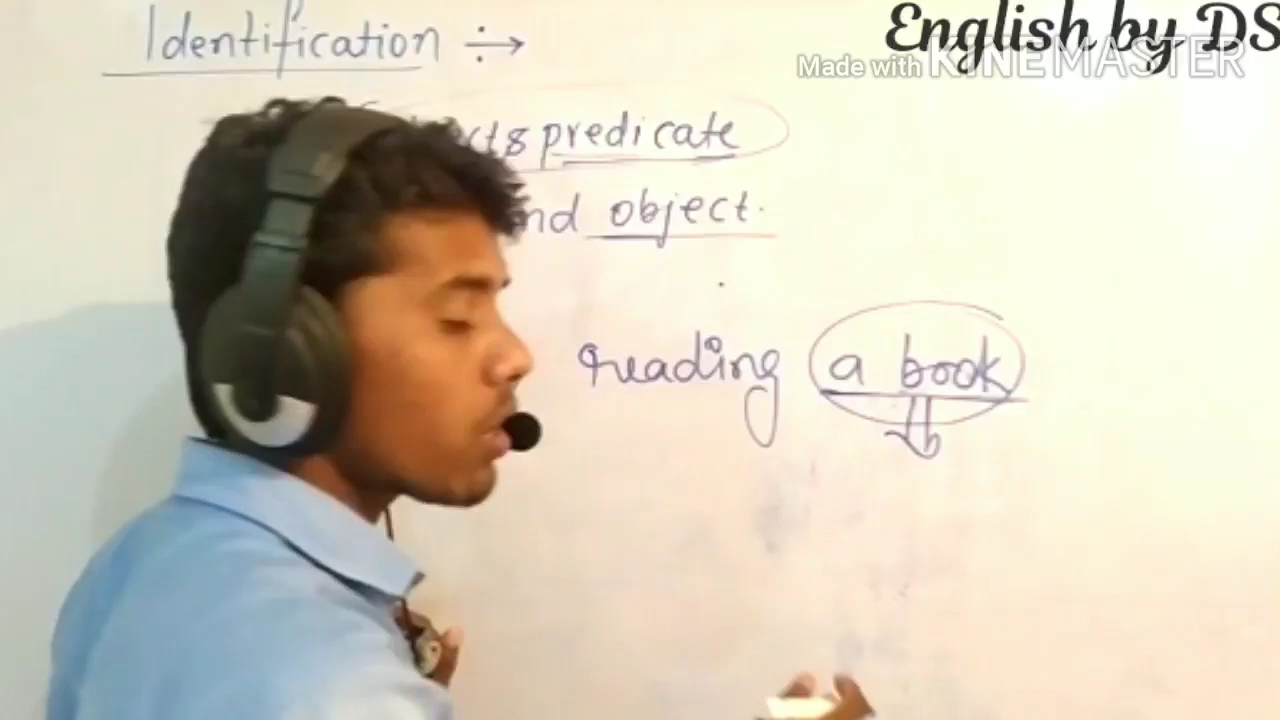 Identification ÷→
English by DS
Made with KINEMASTER
predicate
object.
reading a book